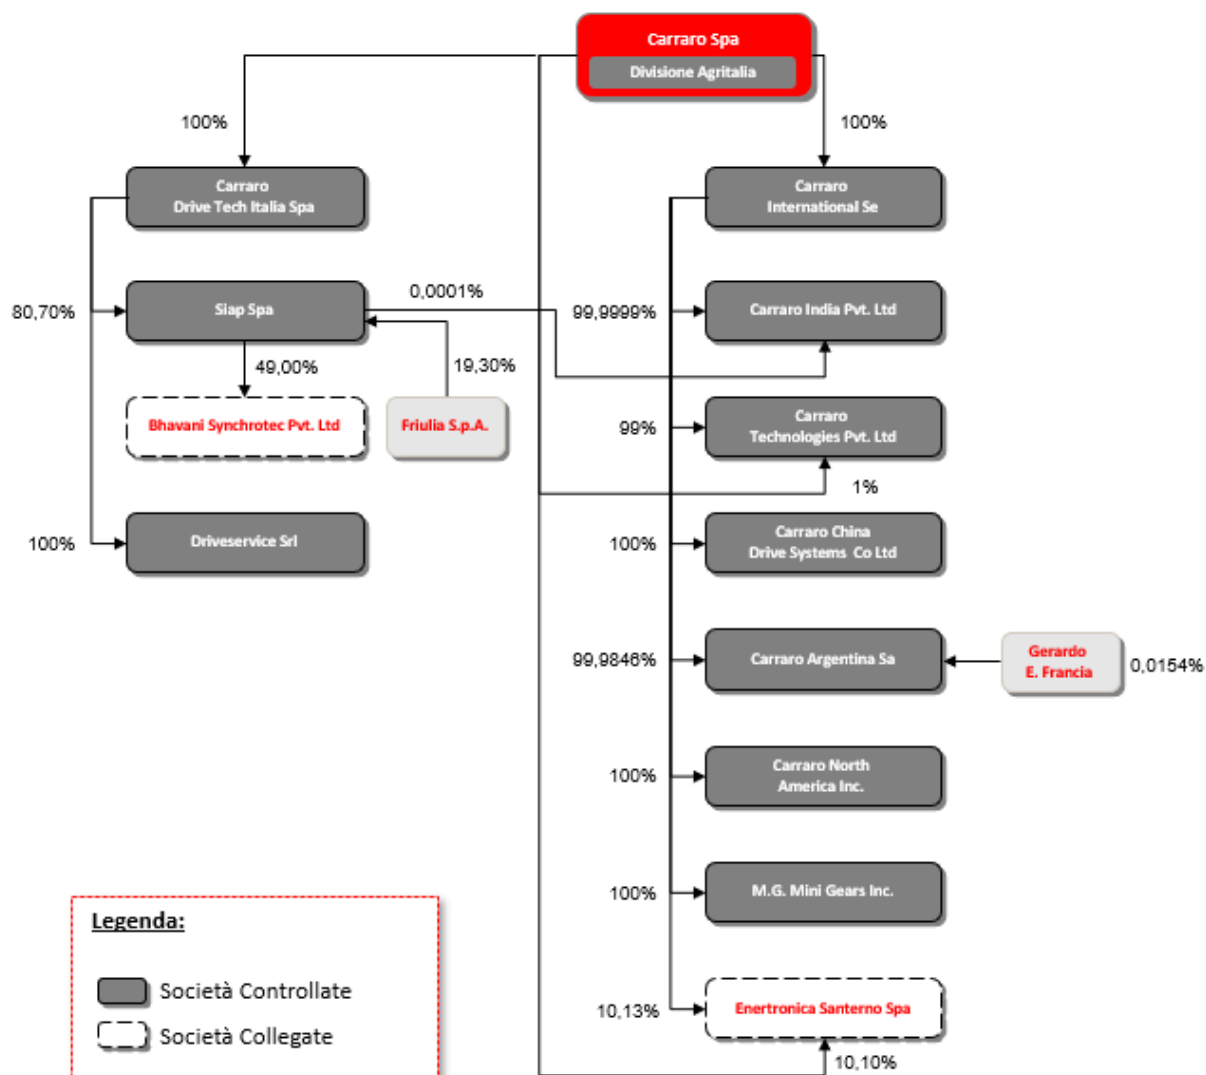 Carraro Spa
Divisione Agritalia
100%
100%
Carraro
Drive Tech Italia Spa
Carraro
International Se
80,70%
Siap Spa
0,0001%
99,9999%
Carraro India Pvt. Ltd
49,00%
19,30%
Bhavani Synchrotec Pvt. Ltd
Friulia S.p.A.
99%
Carraro
Technologies Pvt. Ltd
1%
100%
Driveservice Srl
100%
Carraro China
Drive Systems Co Ltd
99,9846%
Carraro Argentina Sa
Gerardo
E. Francia
0,0154%
100%
Carraro North
America Inc.
100%
M.G. Mini Gears Inc.
10,13%
Enertronica Santerno Spa
10,10%
Legenda:
Società Controllate
Società Collegate